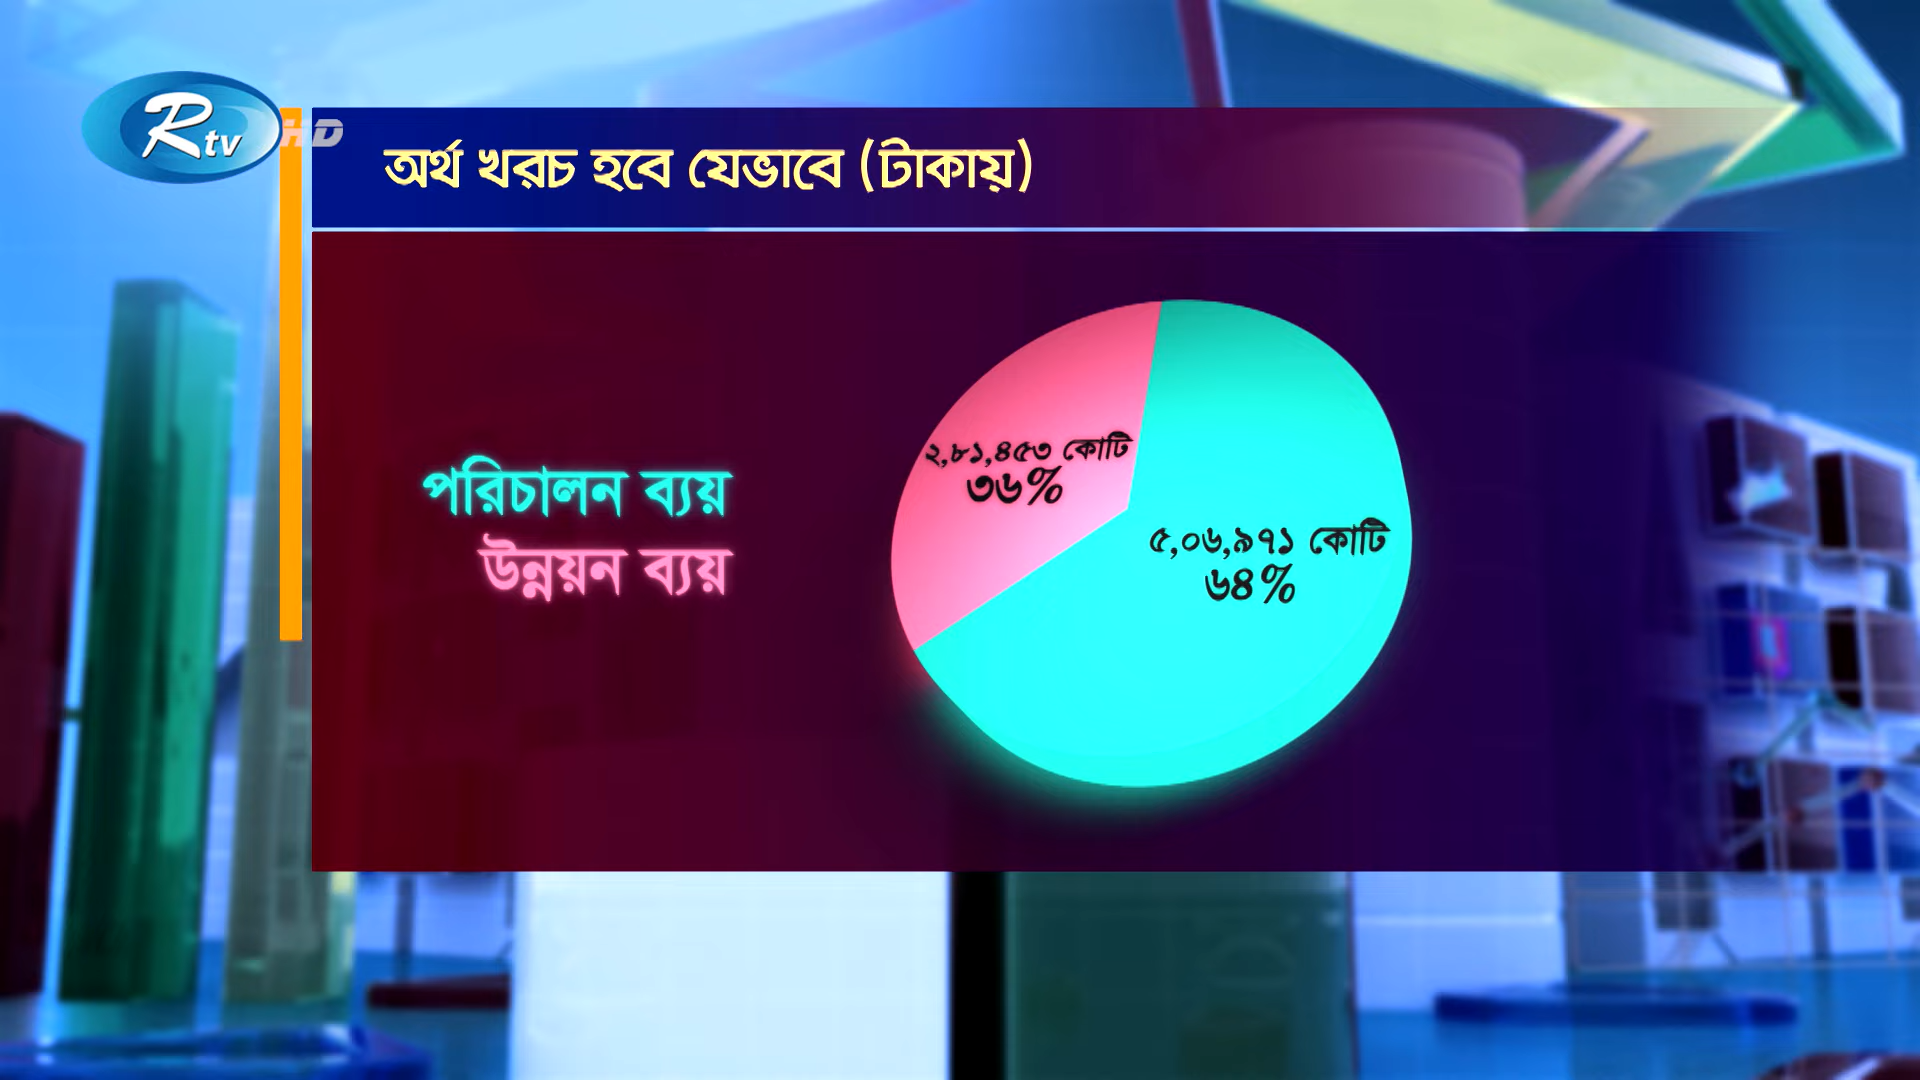 Rtv HD
অর্থ খরচ হবে যেভাবে (টাকায়)
পরিচালন ব্যয়
উন্নয়ন ব্যয়
২,৮১,৪৫৩ কোটি
৩৬%
৫,০৬,৯৭১ কোটি
৬৪%